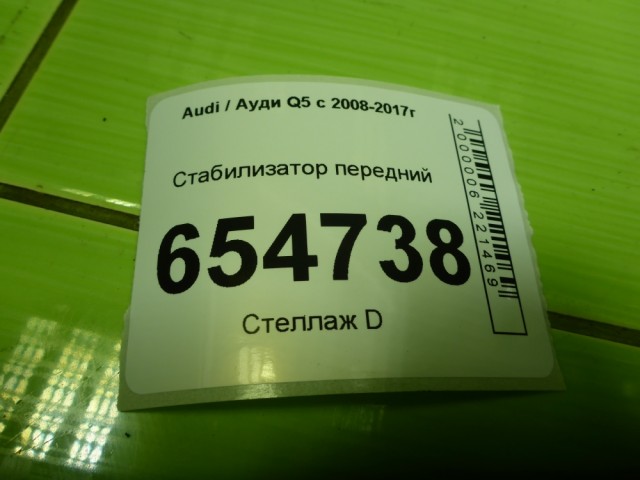 Audi / Ауди Q5 с 2008-2017г
Стабилизатор передний
654738
Стеллаж D
2000006221469